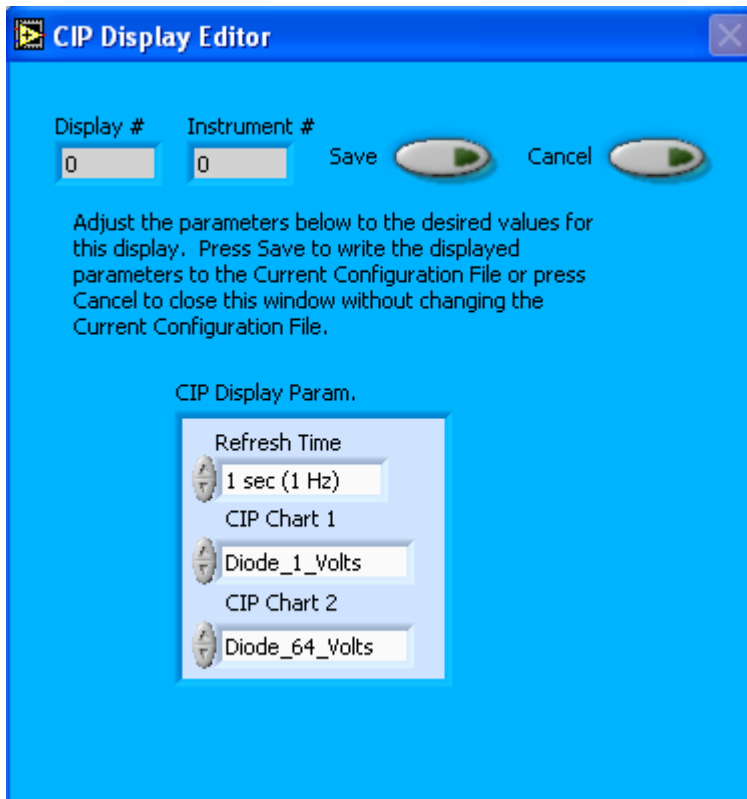 CIP Display Editor
Display # Instrument #
0 0 Save Cancel
Adjust the parameters below to the desired values for
this display. Press Save to write the displayed
parameters to the Current Configuration File or press
Cancel to close this window without changing the
Current Configuration File.
CIP Display Param.
Refresh Time
1 sec (1 Hz)
CIP Chart 1
Diode_1_Volts
CIP Chart 2
Diode_64_Volts